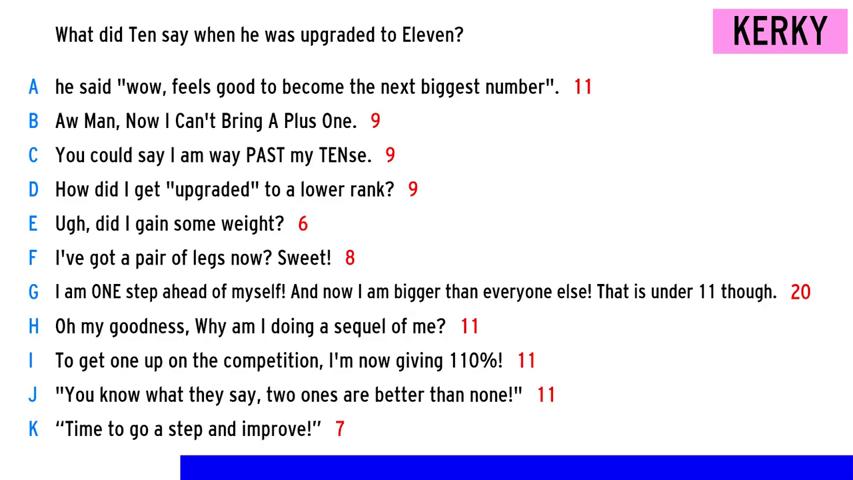 What did Ten say when he was upgraded to Eleven?
KERKY
A he said "wow, feels good to become the next biggest number". 11
B Aw Man, Now I Can't Bring A Plus One. 9
C You could say I am way PAST my TENse. 9
D How did I get "upgraded" to a lower rank? 9
E Ugh, did I gain some weight? 6
F I've got a pair of legs now? Sweet! 8
G I am ONE step ahead of myself! And now I am bigger than everyone else! That is under 11 though. 20
H Oh my goodness, Why am I doing a sequel of me? 11
I To get one up on the competition, I'm now giving 110%! 11
J "You know what they say, two ones are better than none!" 11
K “Time to go a step and improve!” 7